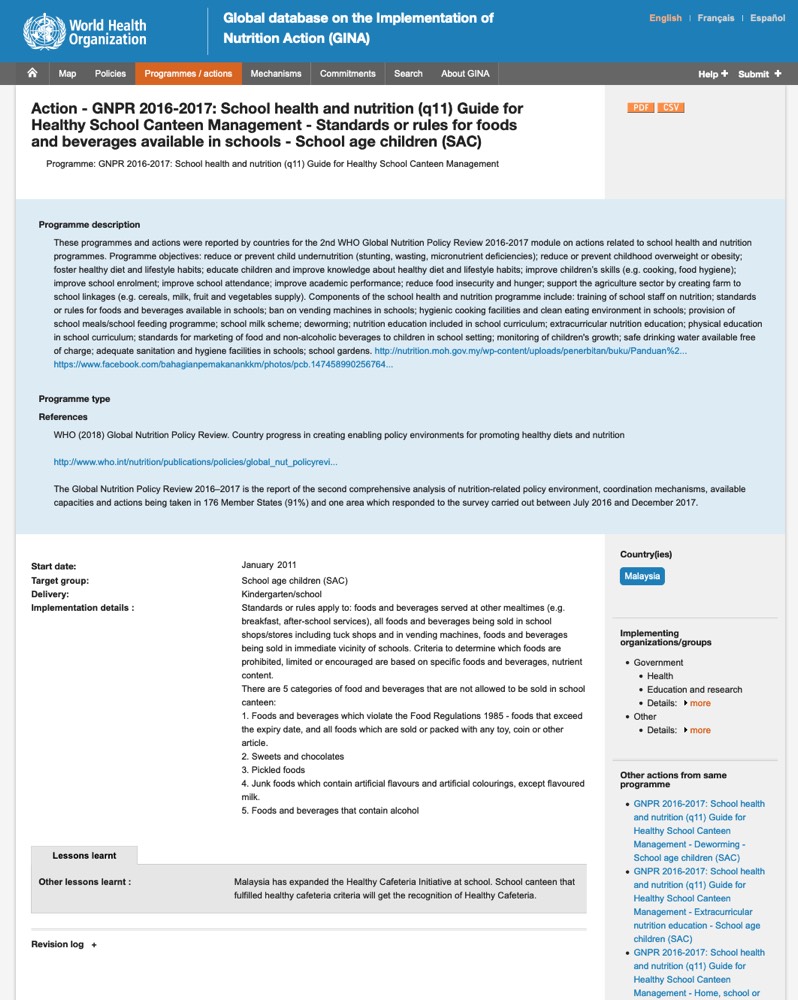 World Health
Organization
Global database on the Implementation of
Nutrition Action (GINA)
English | Français | Español
Map
Policies
Programmes / actions
Mechanisms
Commitments
Search
About GINA
Help +
Submit +
Action - GNPR 2016-2017: School health and nutrition (q11) Guide for
Healthy School Canteen Management - Standards or rules for foods
and beverages available in schools - School age children (SAC)
PDF CSV
Programme: GNPR 2016-2017: School health and nutrition (q11) Guide for Healthy School Canteen Management
Programme description
These programmes and actions were reported by countries for the 2nd WHO Global Nutrition Policy Review 2016-2017 module on actions related to school health and nutrition
programmes. Programme objectives: reduce or prevent child undernutrition (stunting, wasting, micronutrient deficiencies); reduce or prevent childhood overweight or obesity;
foster healthy diet and lifestyle habits; educate children and improve knowledge about healthy diet and lifestyle habits; improve children's skills (e.g. cooking, food hygiene);
improve school enrolment; improve school attendance; improve academic performance; reduce food insecurity and hunger; support the agriculture sector by creating farm to
school linkages (e.g. cereals, milk, fruit and vegetables supply). Components of the school health and nutrition programme include: training of school staff on nutrition; standards
or rules for foods and beverages available in schools; ban on vending machines in schools; hygienic cooking facilities and clean eating environment in schools; provision of
school meals/school feeding programme; school milk scheme; deworming; nutrition education included in school curriculum; extracurricular nutrition education; physical education
in school curriculum; standards for marketing of food and non-alcoholic beverages to children in school setting; monitoring of children's growth; safe drinking water available free
of charge; adequate sanitation and hygiene facilities in schools; school gardens. http://nutrition.moh.gov.my/wp-content/uploads/penerbitan/buku/Panduan%2...
https://www.facebook.com/bahagianpemakanankkm/photos/pcb.147458990256764...
Programme type
References
WHO (2018) Global Nutrition Policy Review. Country progress in creating enabling policy environments for promoting healthy diets and nutrition
http://www.who.int/nutrition/publications/policies/global_nut_policyrevi...
The Global Nutrition Policy Review 2016–2017 is the report of the second comprehensive analysis of nutrition-related policy environment, coordination mechanisms, available
capacities and actions being taken in 176 Member States (91%) and one area which responded to the survey carried out between July 2016 and December 2017.
Start date: January 2011
Target group: School age children (SAC)
Delivery: Kindergarten/school
Implementation details : Standards or rules apply to: foods and beverages served at other mealtimes (e.g.
breakfast, after-school services), all foods and beverages being sold in school
shops/stores including tuck shops and in vending machines, foods and beverages
being sold in immediate vicinity of schools. Criteria to determine which foods are
prohibited, limited or encouraged are based on specific foods and beverages, nutrient
content.
There are 5 categories of food and beverages that are not allowed to be sold in school
canteen:
1. Foods and beverages which violate the Food Regulations 1985 - foods that exceed
the expiry date, and all foods which are sold or packed with any toy, coin or other
article.
2. Sweets and chocolates
3. Pickled foods
4. Junk foods which contain artificial flavours and artificial colourings, except flavoured
milk.
5. Foods and beverages that contain alcohol
Lessons learnt
Other lessons learnt : Malaysia has expanded the Healthy Cafeteria Initiative at school. School canteen that
fulfilled healthy cafeteria criteria will get the recognition of Healthy Cafeteria.
Revision log +
Country(ies)
Malaysia
Implementing
organizations/groups
• Government
• Health
• Education and research
• Details: more
• Other
• Details: more
Other actions from same
programme
• GNPR 2016-2017: School health
and nutrition (q11) Guide for
Healthy School Canteen
Management - Deworming -
School age children (SAC)
• GNPR 2016-2017: School health
and nutrition (q11) Guide for
Healthy School Canteen
Management - Extracurricular
nutrition education - School age
children (SAC)
• GNPR 2016-2017: School health
and nutrition (q11) Guide for
Healthy School Canteen
Management - Home, school or